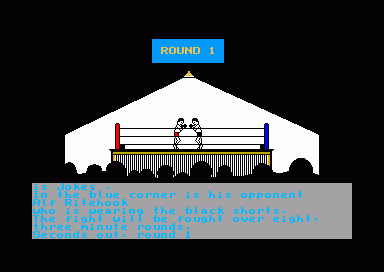 ROUND 1
is Jokes .
In the blue corner is his opponent
Alf Ritehook
who is wearing the black shorts.
The fight will be fought over eight,
three minute rounds.
Seconds out, round 1